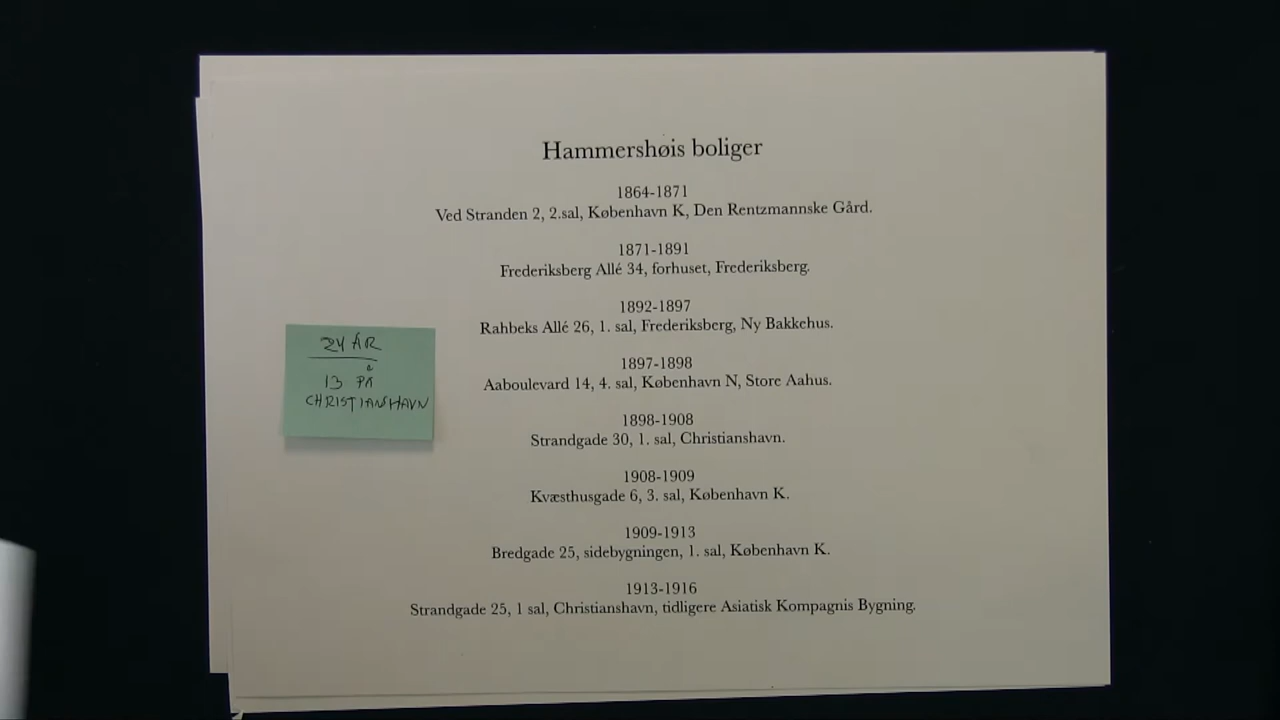 Hammershøis boliger
1864-1871
Ved Stranden 2, 2.sal, København K, Den Rentzmannske Gård.
1871-1891
Frederiksberg Allé 34, forhuset, Frederiksberg.
1892-1897
Rahbeks Allé 26, 1. sal, Frederiksberg, Ny Bakkehus.
1897-1898
Aaboulevard 14, 4. sal, København N, Store Aahus.
1898-1908
Strandgade 30, 1. sal, Christianshavn.
1908-1909
Kvæsthusgade 6, 3. sal, København K.
1909-1913
Bredgade 25, sidebygningen, 1. sal, København K.
1913-1916
Strandgade 25, 1 sal, Christianshavn, tidligere Asiatisk Kompagnis Bygning.
24 ÅR
13 PÅ
CHRISTIANSHAVN